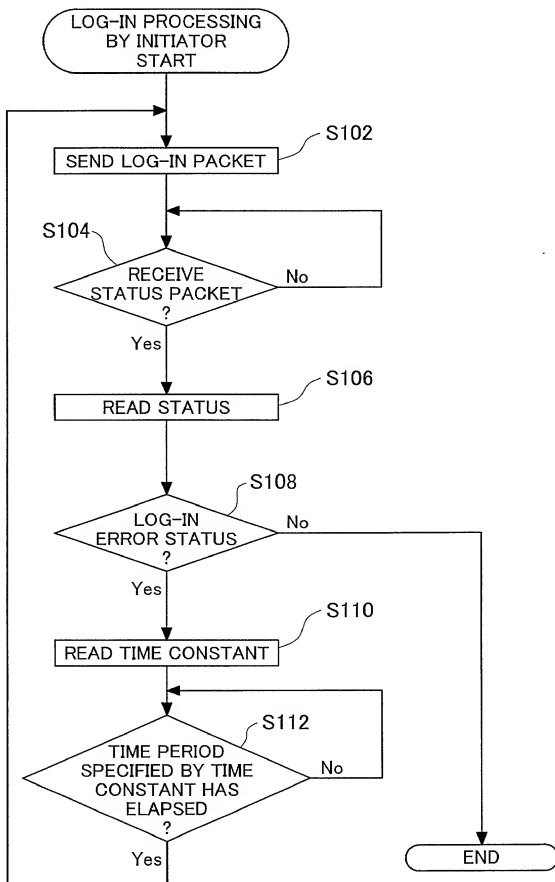 LOG-IN PROCESSING
BY INITIATOR
START
S102
SEND LOG-IN PACKET
S104
RECEIVE
STATUS PACKET
?
No
Yes
S106
READ STATUS
S108
LOG-IN
ERROR STATUS
?
No
Yes
S110
READ TIME CONSTANT
S112
TIME PERIOD
SPECIFIED BY TIME
CONSTANT HAS
ELAPSED
?
No
Yes
END